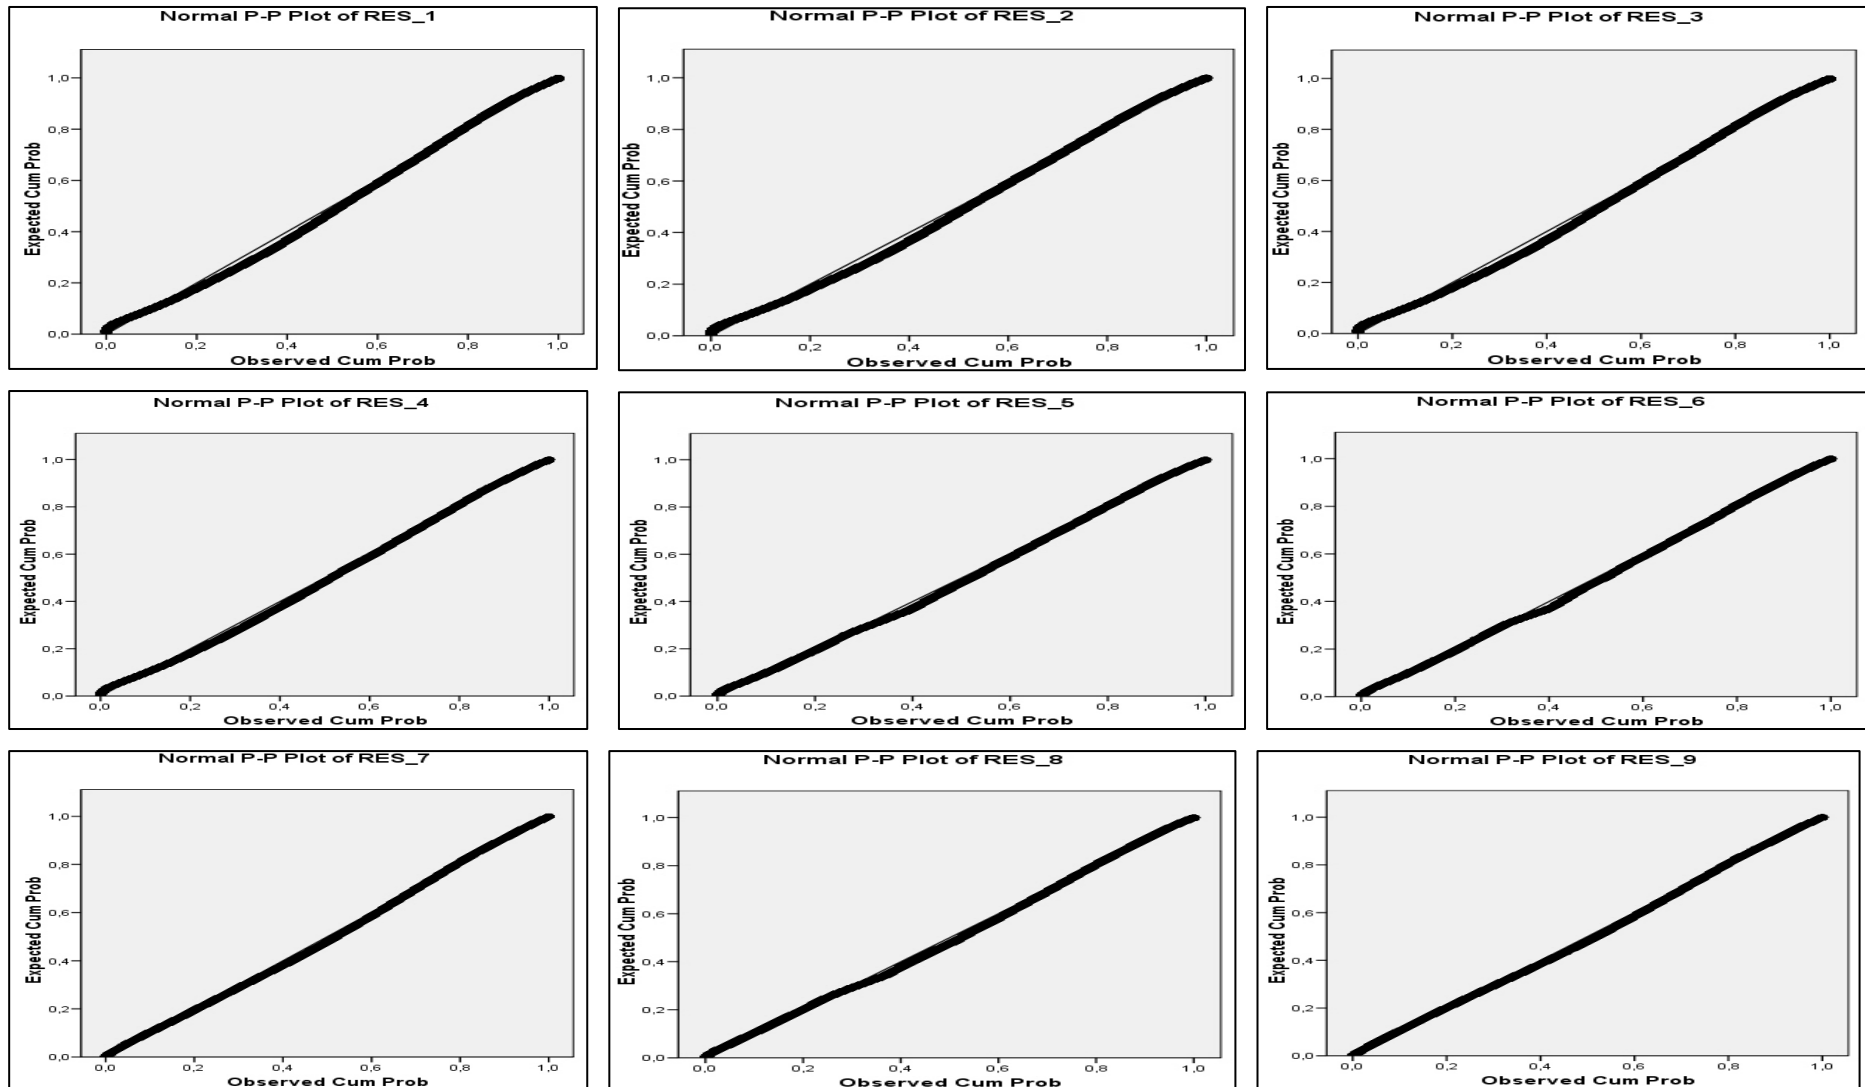 Normal P-P Plot of RES_1
Expected Cum Prob
1,0
0,8
0,6
0,4
0,2
0,0
0,0 0,2 0,4 0,6 0,8 1,0
Observed Cum Prob
Normal P-P Plot of RES_2
Expected Cum Prob
1,0
0,8
0,6
0,4
0,2
0,0
0,0 0,2 0,4 0,6 0,8 1,0
Observed Cum Prob
Normal P-P Plot of RES_3
Expected Cum Prob
1,0
0,8
0,6
0,4
0,2
0,0
0,0 0,2 0,4 0,6 0,8 1,0
Observed Cum Prob
Normal P-P Plot of RES_4
Expected Cum Prob
1,0
0,8
0,6
0,4
0,2
0,0
0,0 0,2 0,4 0,6 0,8 1,0
Observed Cum Prob
Normal P-P Plot of RES_5
Expected Cum Prob
1,0
0,8
0,6
0,4
0,2
0,0
0,0 0,2 0,4 0,6 0,8 1,0
Observed Cum Prob
Normal P-P Plot of RES_6
Expected Cum Prob
1,0
0,8
0,6
0,4
0,2
0,0
0,0 0,2 0,4 0,6 0,8 1,0
Observed Cum Prob
Normal P-P Plot of RES_7
Expected Cum Prob
1,0
0,8
0,6
0,4
0,2
0,0
0,0 0,2 0,4 0,6 0,8 1,0
Observed Cum Prob
Normal P-P Plot of RES_8
Expected Cum Prob
1,0
0,8
0,6
0,4
0,2
0,0
0,0 0,2 0,4 0,6 0,8 1,0
Observed Cum Prob
Normal P-P Plot of RES_9
Expected Cum Prob
1,0
0,8
0,6
0,4
0,2
0,0
0,0 0,2 0,4 0,6 0,8 1,0
Observed Cum Prob